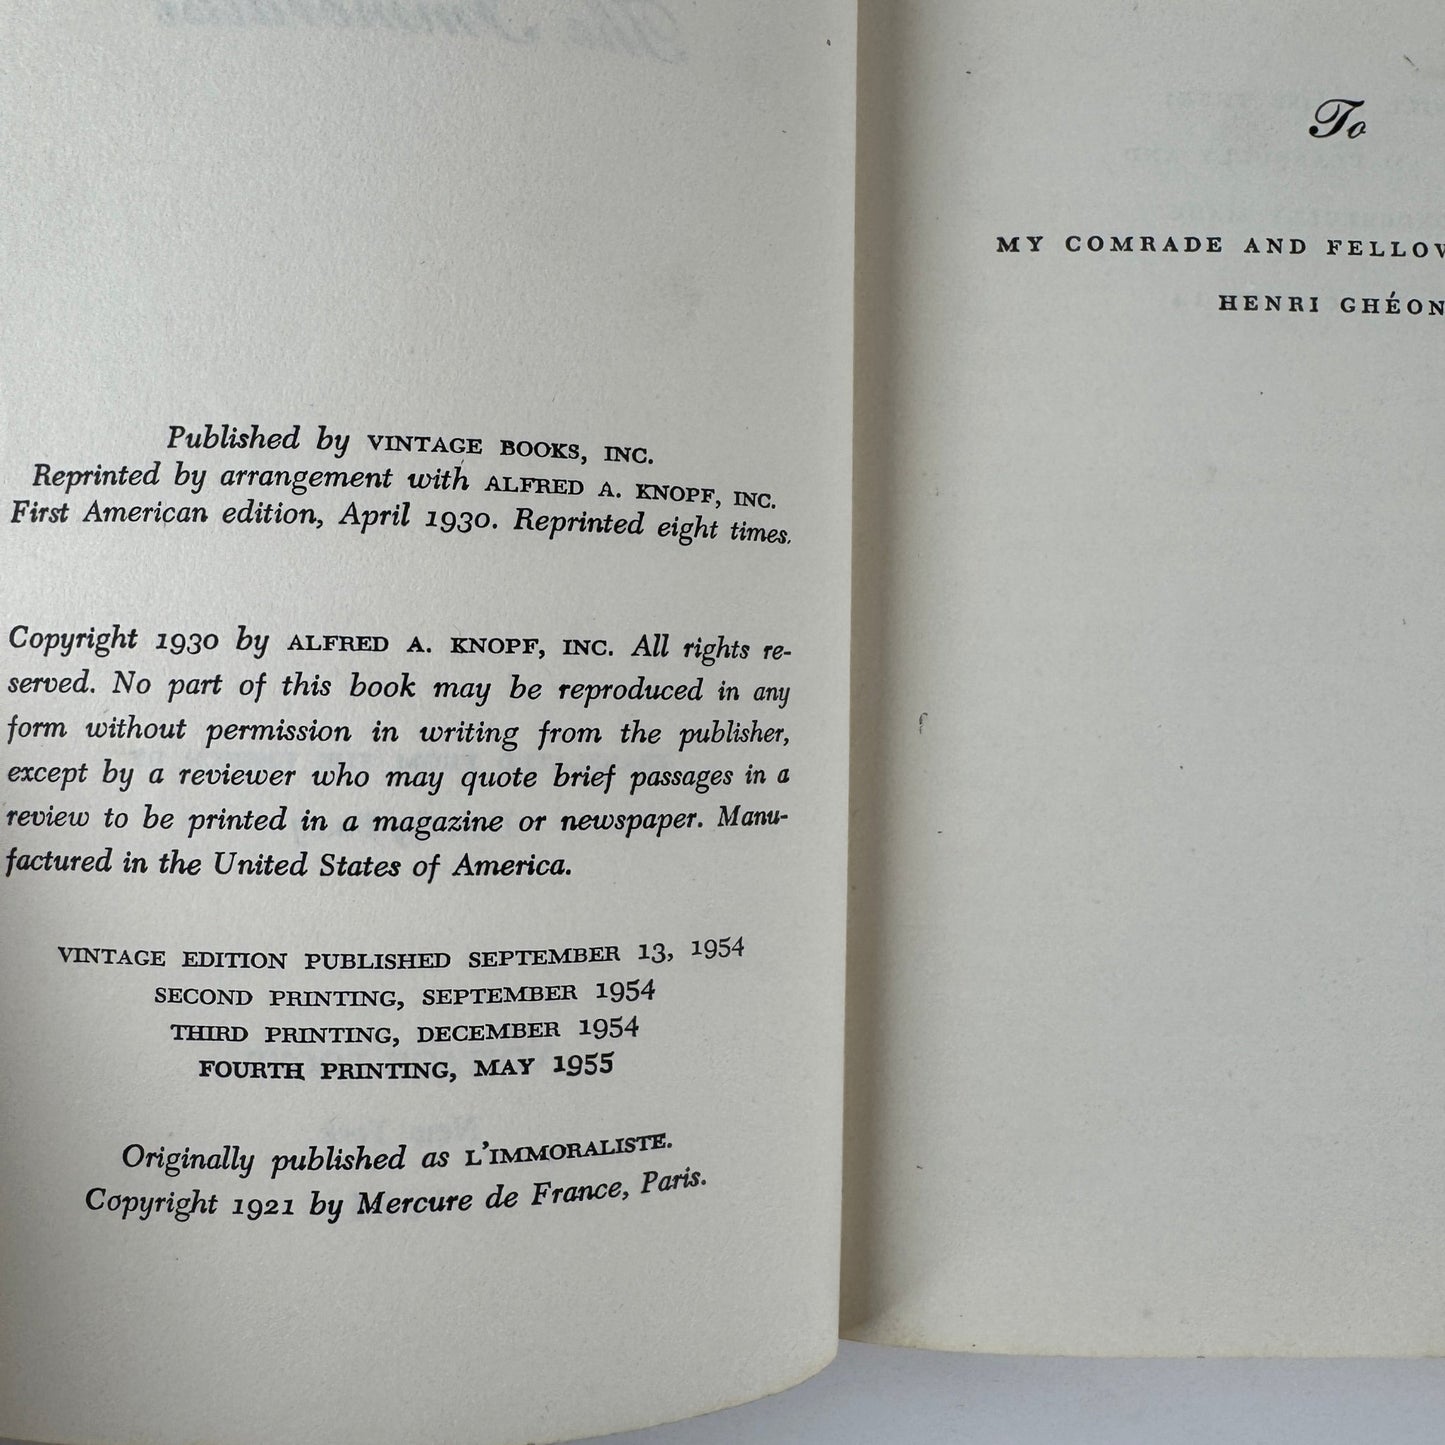 Published by VINTAGE BOOKS, INC.
Reprinted by arrangement with ALFRED A. KNOPF, INC.
First American edition, April 1930. Reprinted eight times.
Copyright 1930 by ALFRED A. KNOPF, INC. All rights re-
served. No part of this book may be reproduced in any
form without permission in writing from the publisher,
except by a reviewer who may quote brief passages in a
review to be printed in a magazine or newspaper. Manu-
factured in the United States of America.
VINTAGE EDITION PUBLISHED SEPTEMBER 13, 1954
SECOND PRINTING, SEPTEMBER 1954
THIRD PRINTING, DECEMBER 1954
FOURTH PRINTING, MAY 1955
Originally published as L'IMMORALISTE.
Copyright 1921 by Mercure de France, Paris.
To
MY COMRADE AND
HENRI GHÉON